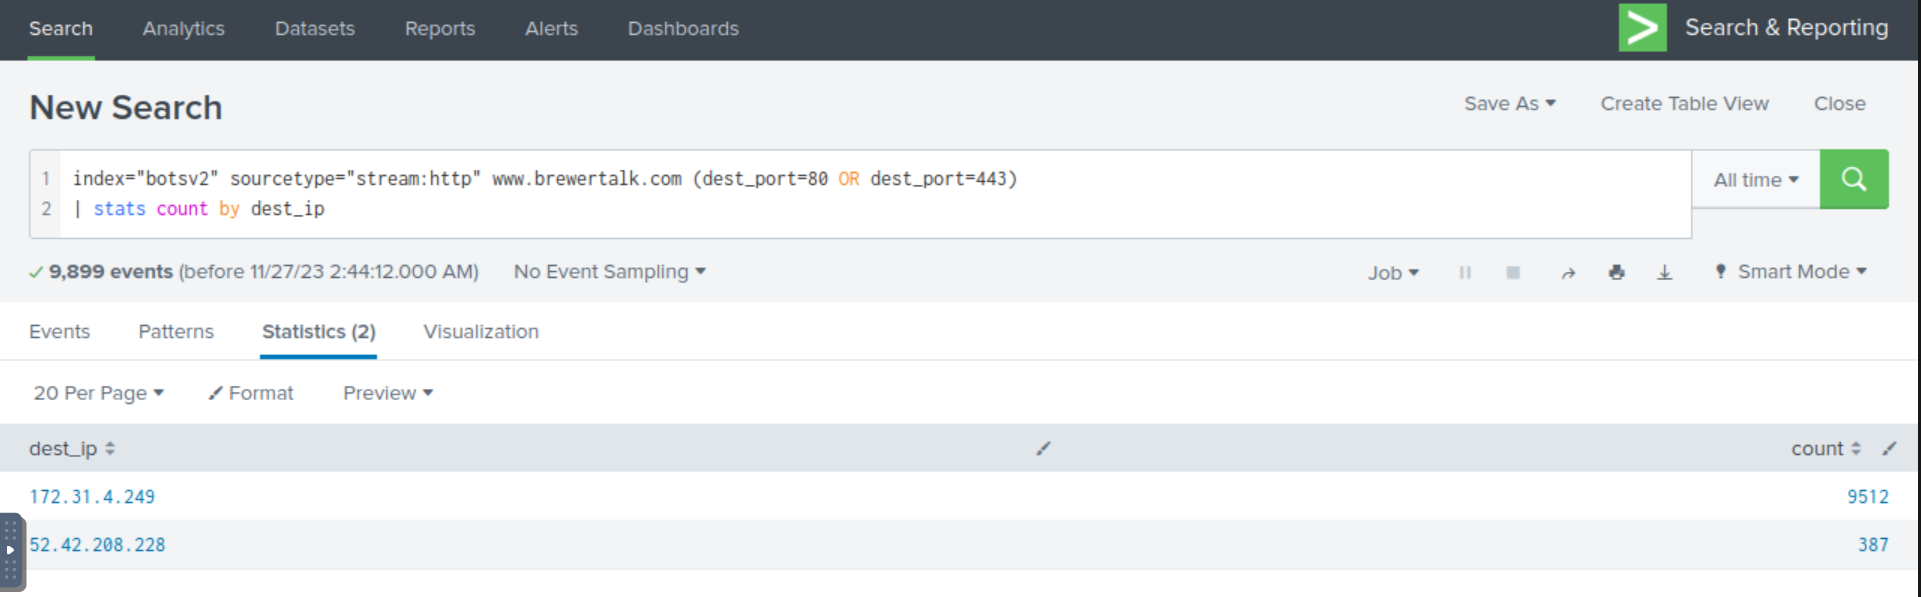 Search Analytics Datasets Reports Alerts Dashboards Search & Reporting
New Search Save As Create Table View Close
1 index="botsv2" sourcetype="stream:http" www.brewertalk.com (dest_port=80 OR dest_port=443) All time
2 | stats count by dest_ip
9,899 events (before 11/27/23 2:44:12.000 AM) No Event Sampling Job Smart Mode
Events Patterns Statistics (2) Visualization
20 Per Page Format Preview
dest_ip count
172.31.4.249 9512
52.42.208.228 387